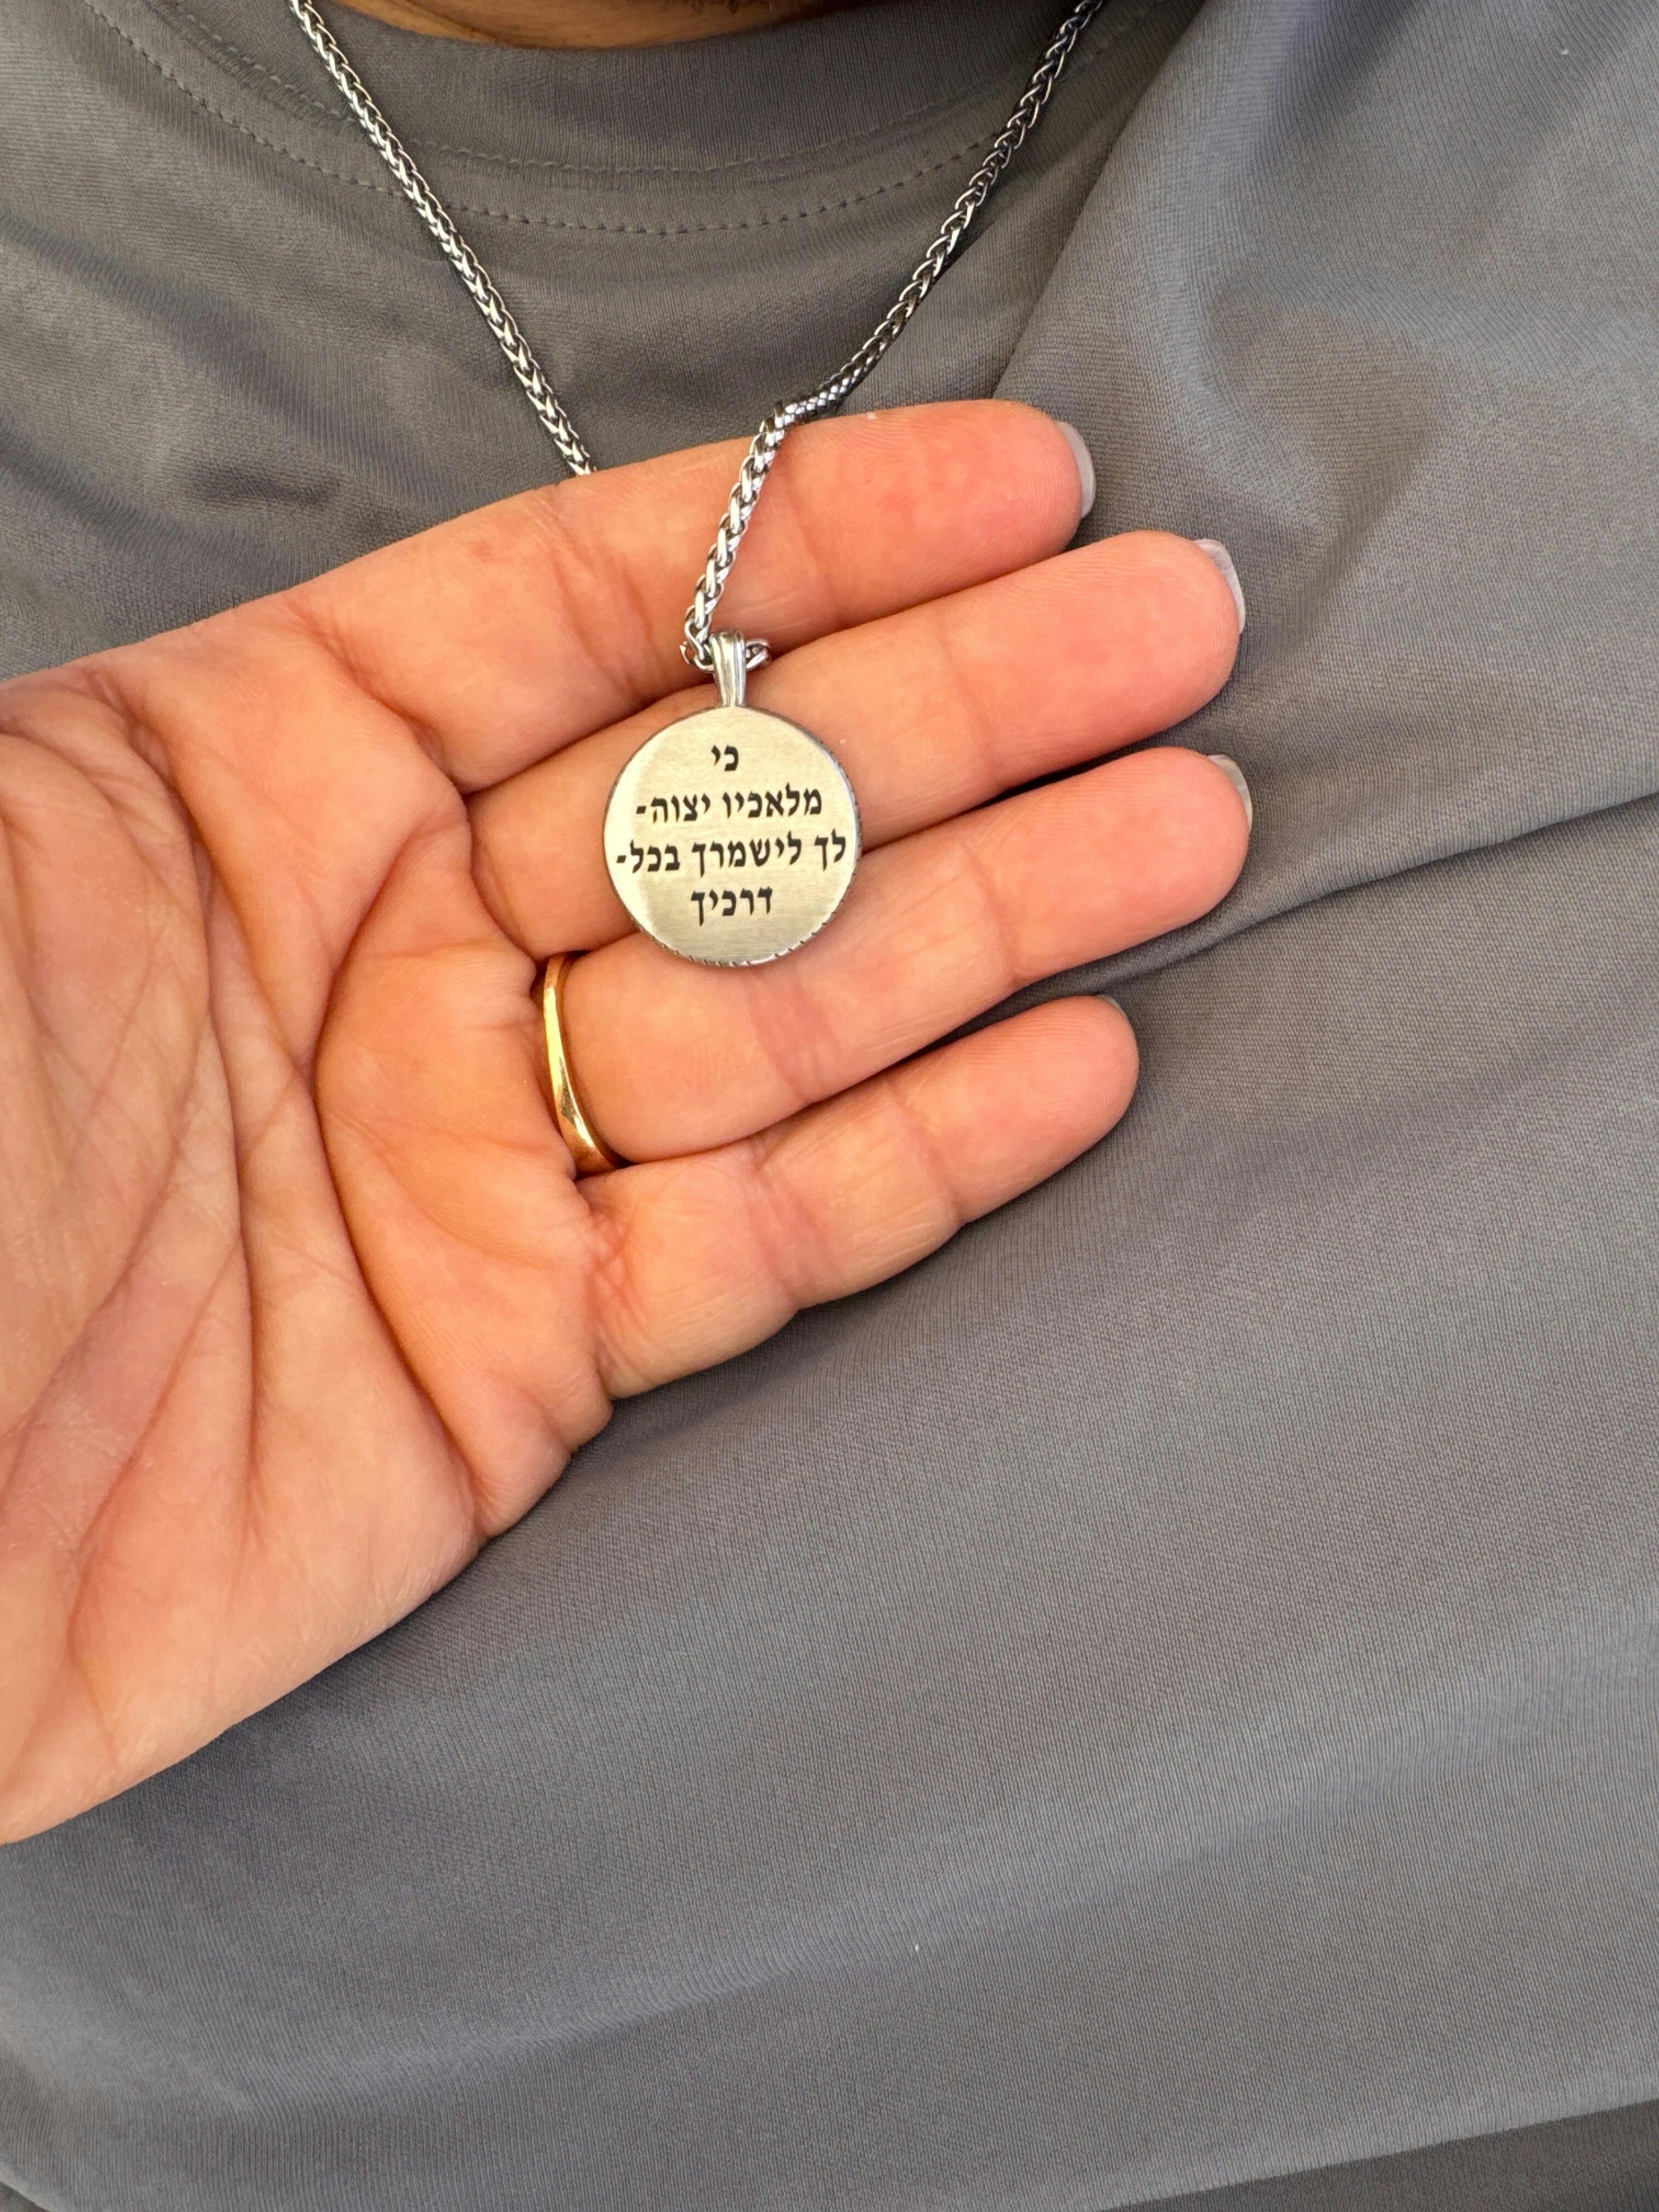 כי
מלאכיו יצוה-
לך לישמרך בכל-
דרכיך